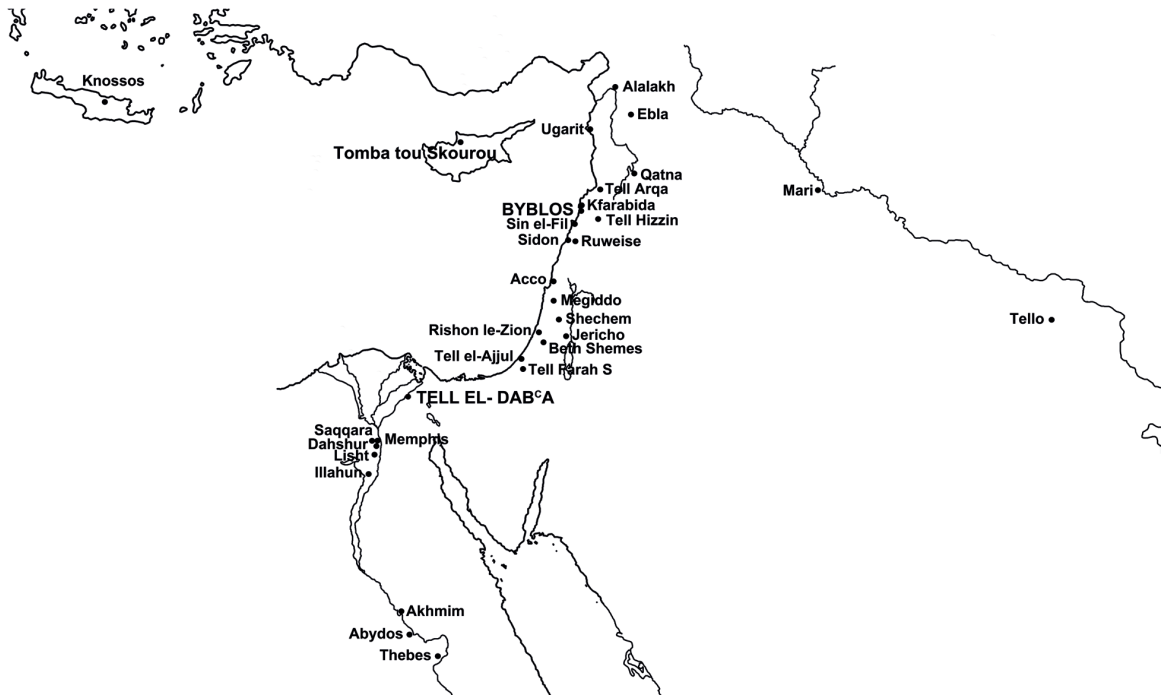 Knossos
Alalakh
Ebla
Ugarit
Tomba tou Skourou
Qatna
Mari
Tell Arqa
Kfarabida
BYBLOS
Tell Hizzin
Sin el-Fil
Sidon
Ruweise
Acco
Megiddo
Shechem
Tello
Rishon le-Zion
Jericho
Beth Shemes
Tell el-Ajjul
Tell Farah S
TELL EL- DABᶜA
Saqqara
Memphis
Dahshur
Lisht
Illahun
Akhmim
Abydos
Thebes